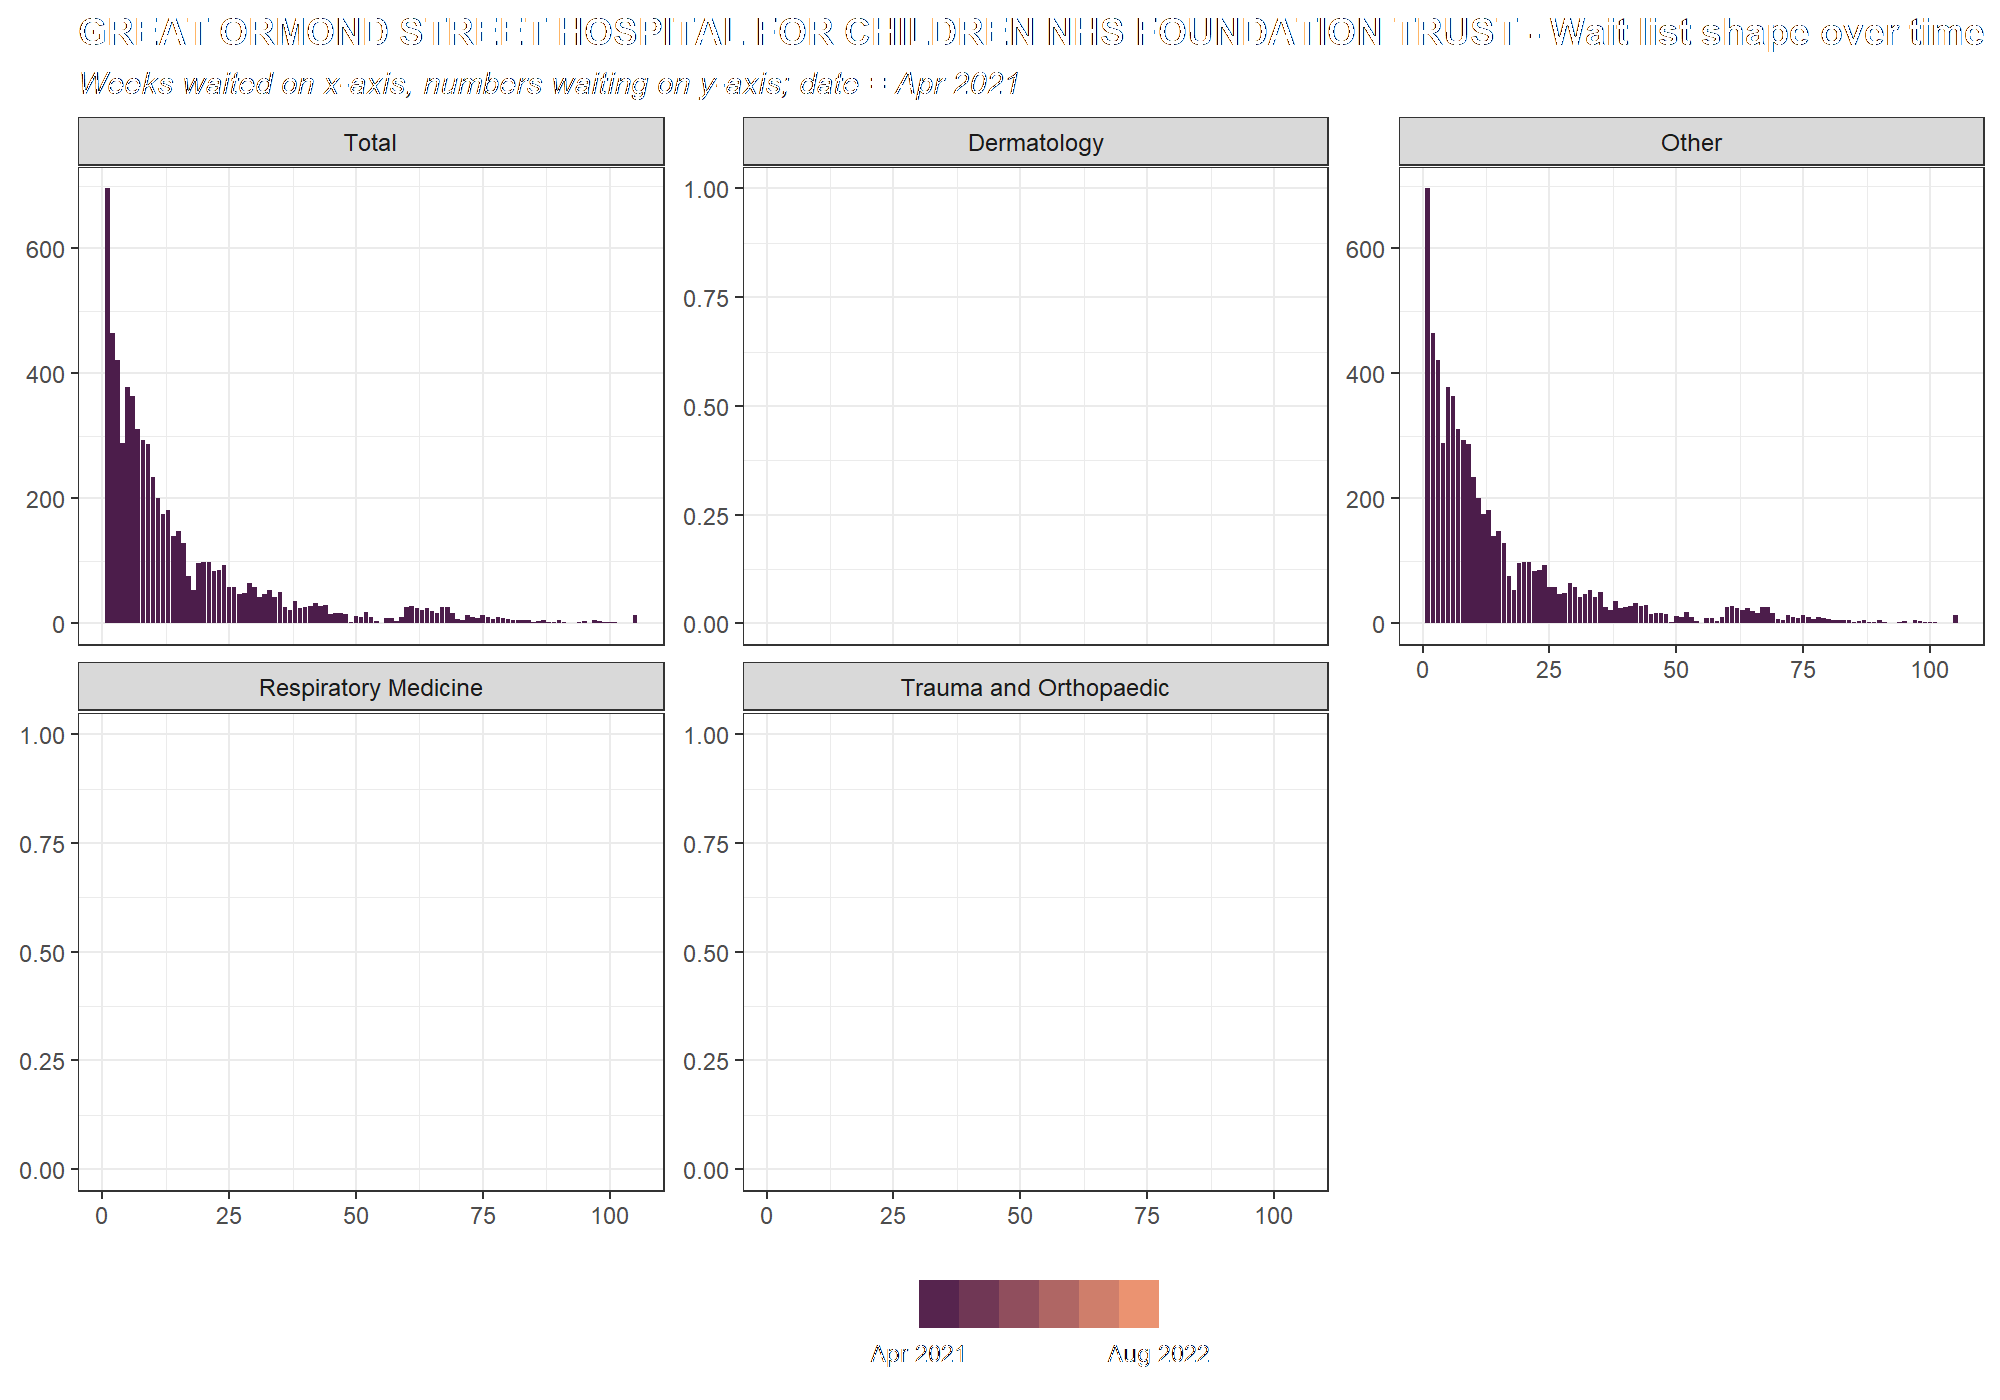 GREAT ORMOND STREET HOSPITAL FOR CHILDREN NHS FOUNDATION TRUST - Wait list shape over time
Weeks waited on x-axis, numbers waiting on y-axis; date = Apr 2021
Total
Dermatology
Other
600
400
200
0
1.00
0.75
0.50
0.25
0.00
600
400
200
0
0 25 50 75 100
Respiratory Medicine
Trauma and Orthopaedic
1.00
0.75
0.50
0.25
0.00
1.00
0.75
0.50
0.25
0.00
0 25 50 75 100
0 25 50 75 100
Apr 2021
Aug 2022